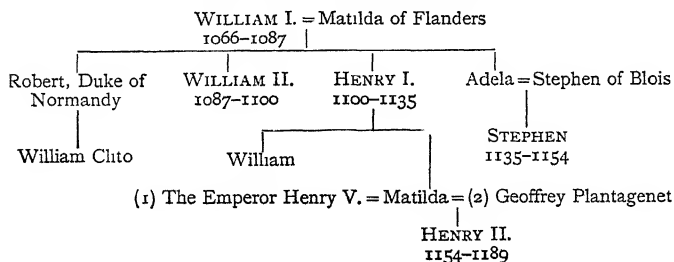 WILLIAM I. = Matilda of Flanders
1066-1087
Robert, Duke of Normandy
WILLIAM II.
1087-1100
HENRY I.
1100-1135
Adela = Stephen of Blois
William Clito
William
STEPHEN
1135-1154
(1) The Emperor Henry V. = Matilda = (2) Geoffrey Plantagenet
HENRY II.
1154-1189